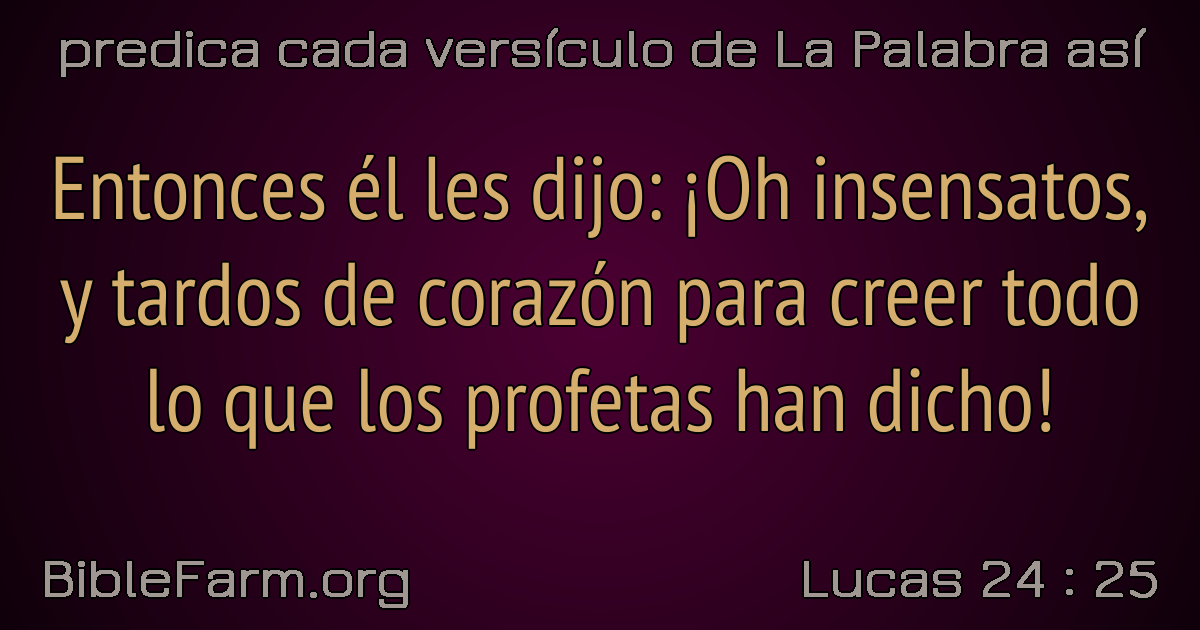 predica cada versículo de La Palabra así
Entonces él les dijo: ¡Oh insensatos,
y tardos de corazón para creer todo
lo que los profetas han dicho!
BibleFarm.org
Lucas 24 : 25